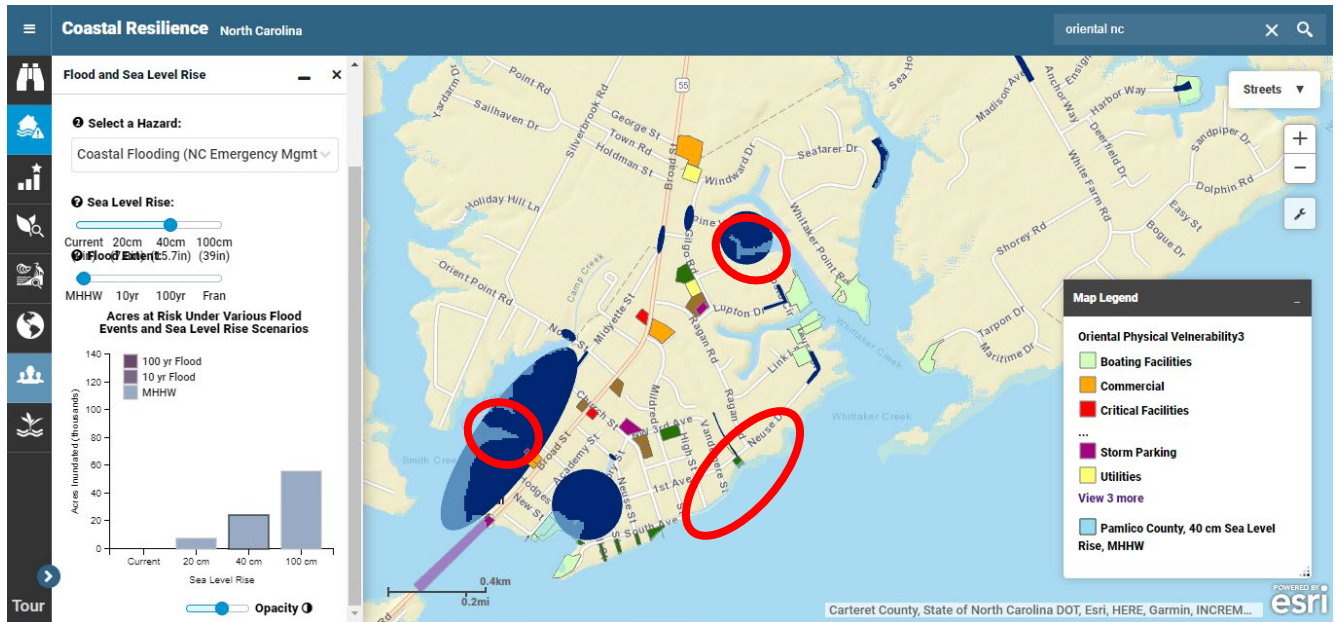 Coastal Resilience North Carolina
oriental nc
Flood and Sea Level Rise
Select a Hazard:
Coastal Flooding (NC Emergency Mgmt
Sea Level Rise:
Current 20cm 40cm 100cm
(15.7in) (39in)
Flood Extent:
MHHW 10yr 100yr Fran
Acres at Risk Under Various Flood
Events and Sea Level Rise Scenarios
100 yr Flood
10 yr Flood
MHHW
Acres Inundated (thousands)
140
120
100
80
60
40
20
0
Current 20 cm 40 cm 100 cm
Sea Level Rise
Opacity
Tour
Streets
Yardarm Dr
Point Rd
Sailhaven Dr
Silverbrook Rd
George St
Town Rd
Holdman St
55
Broad St
Windward Dr
Seafarer Dr
Sea Ho
Madison Ave
Anchor Way
Ensign
Harbor Way
Deerfield Dr
Sandpiper Dr
Dolphin Rd
White Farm Rd
Easy St
Bogue Dr
Shorey Rd
Holiday Hill Ln
Pine
Gilgo Rd
Whittaker Point Rd
Orient Point Rd
Camp Creek
Midyette St
Lupton Dr
Ragan Rd
Link L
Whittaker Creek
Tarpon Dr
Maritime Dr
Whittaker Creek
Church St
Mildred
3rd Ave
High St
Vandemere St
Ragan
Neuse D
Smith Creek
Broad St
Academy St
Hodges
New St
Neuse St
1st Ave
South Ave
Map Legend
Oriental Physical Velnerability3
Boating Facilities
Commercial
Critical Facilities
...
Storm Parking
Utilities
View 3 more
Pamlico County, 40 cm Sea Level
Rise, MHHW
0.4km
0.2mi
Carteret County, State of North Carolina DOT, Esri, HERE, Garmin, INCREM...
POWERED BY
esri